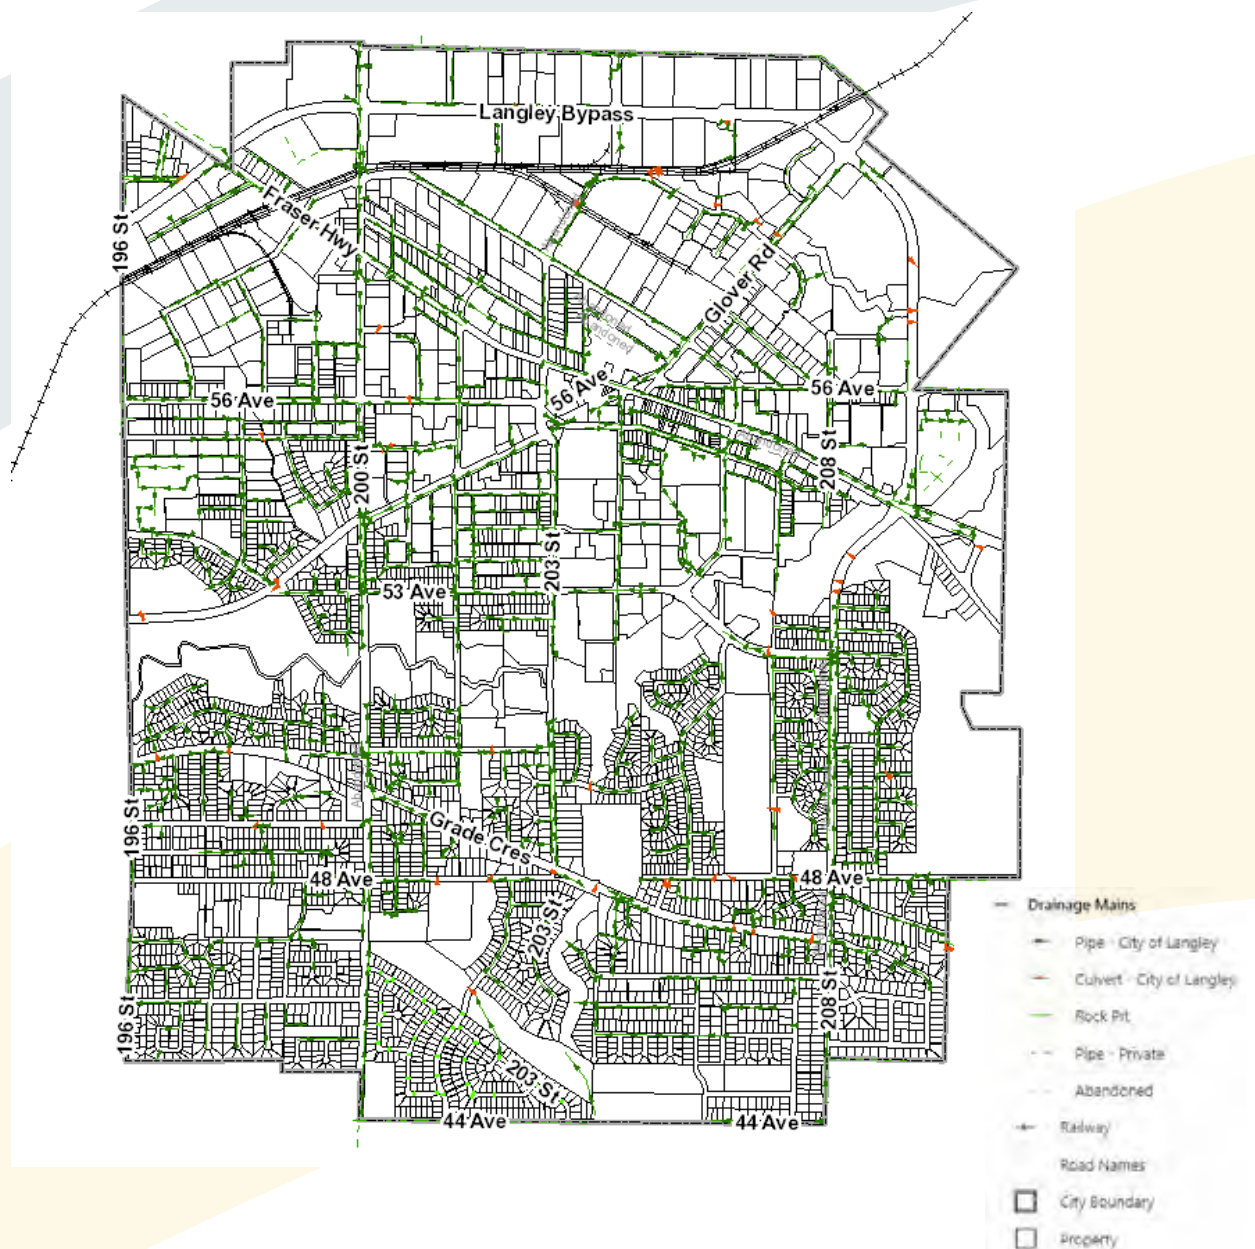 Langley Bypass
196 St
Fraser Hwy
Glover Rd
Abandoned
56 Ave
56 Ave
56 Ave
Abandoned
200 St
208 St
203 St
53 Ave
196 St
Grade Cres
48 Ave
48 Ave
203 St
196 St
208 St
203 St
44 Ave
44 Ave
Drainage Mains
Pipe - City of Langley
Culvert - City of Langley
Rock Pit
Pipe - Private
Abandoned
Railway
Road Names
City Boundary
Property